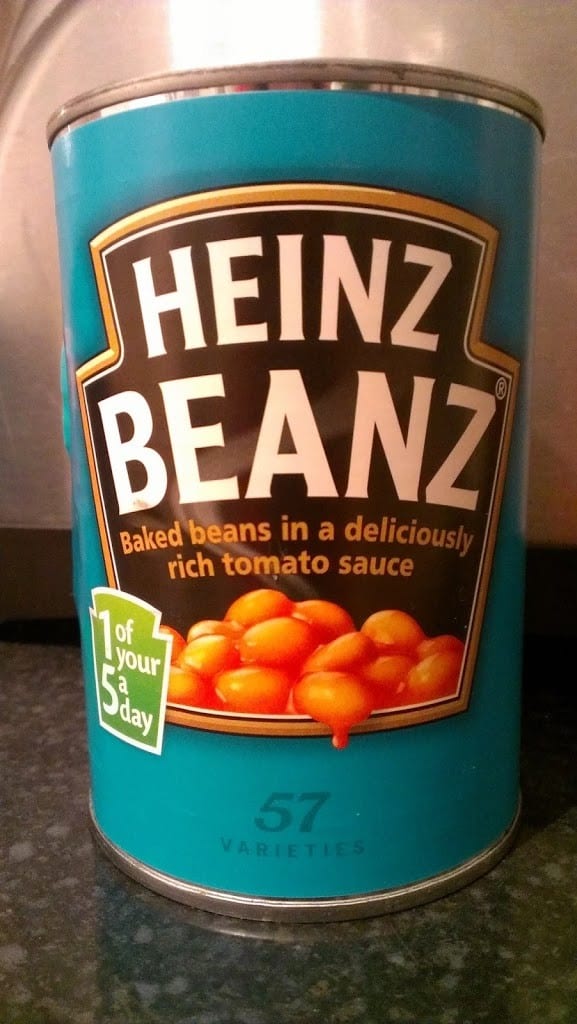 HEINZ
BEANZ®
Baked beans in a deliciously
rich tomato sauce
1 of
your
5 a
day
57
VARIETIES